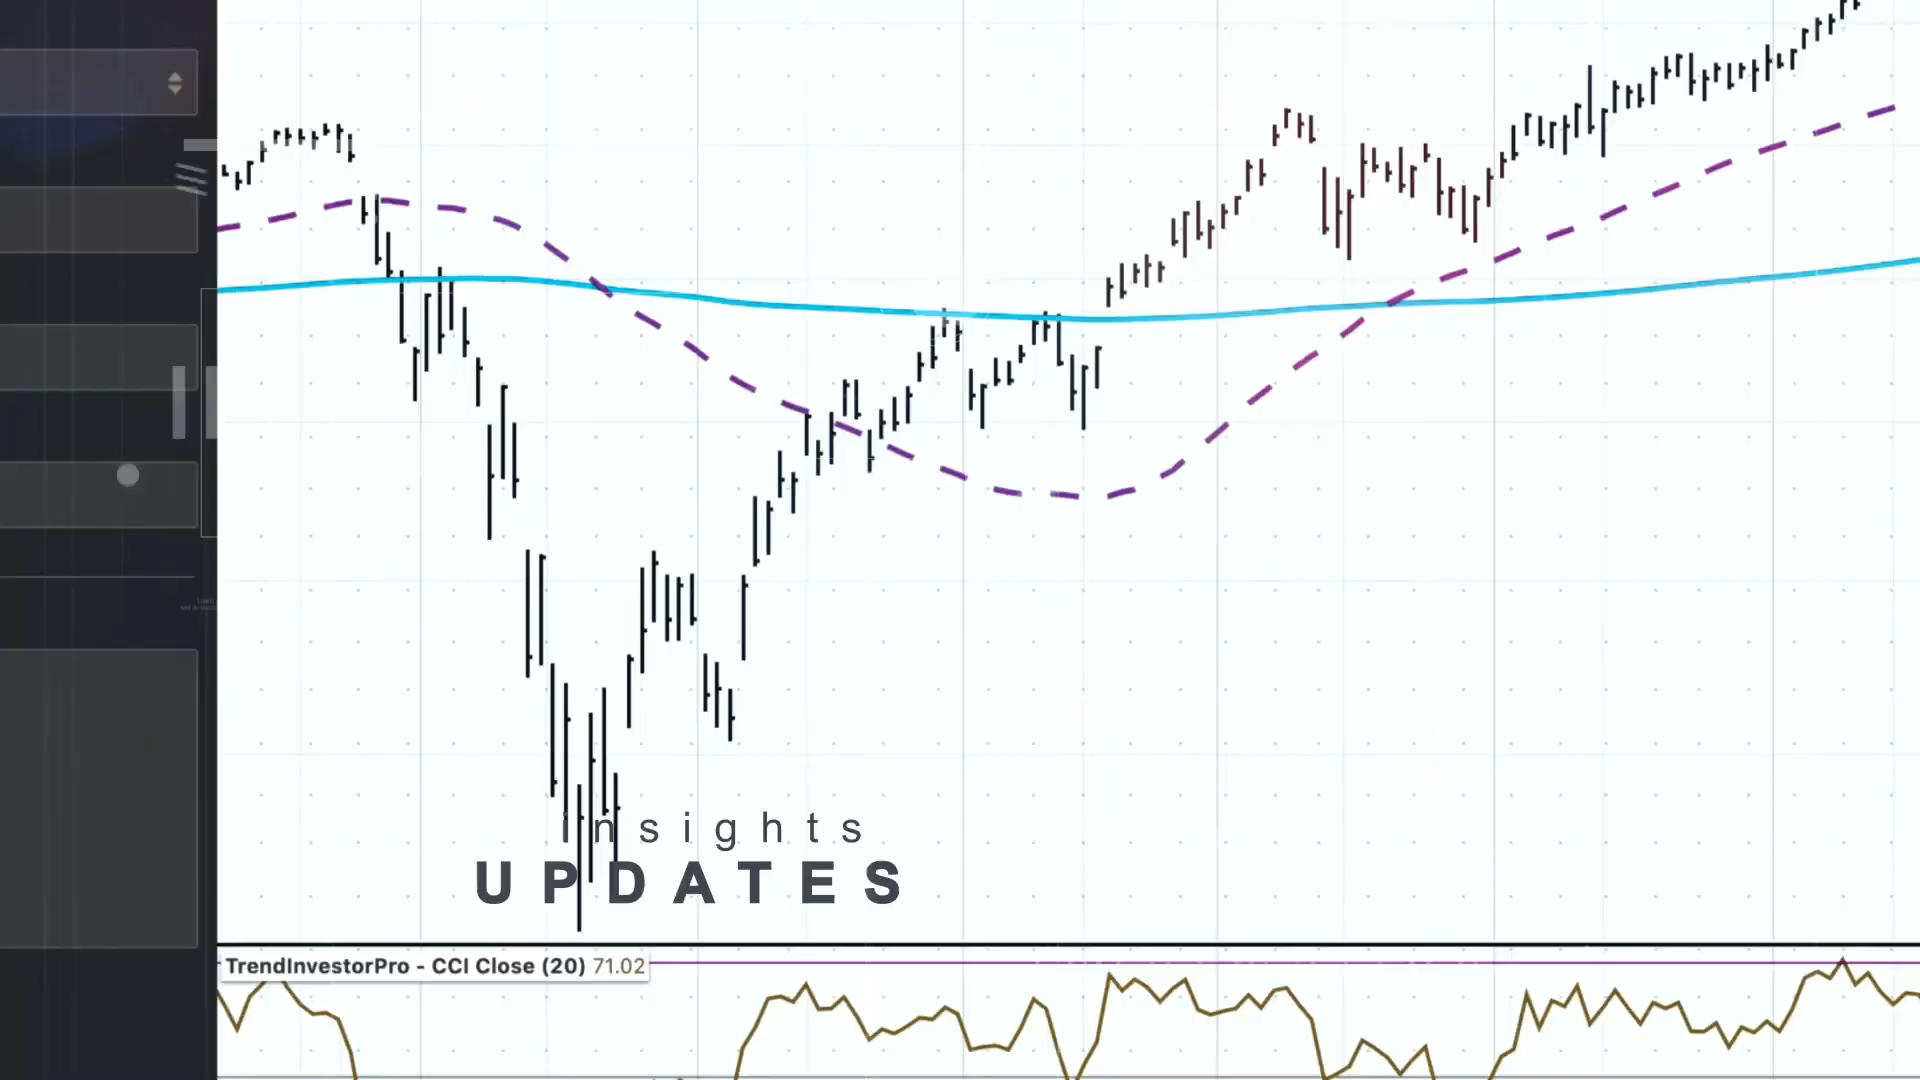 Insights
UPDATES
TrendInvestorPro - CCI Close (20) 71.02